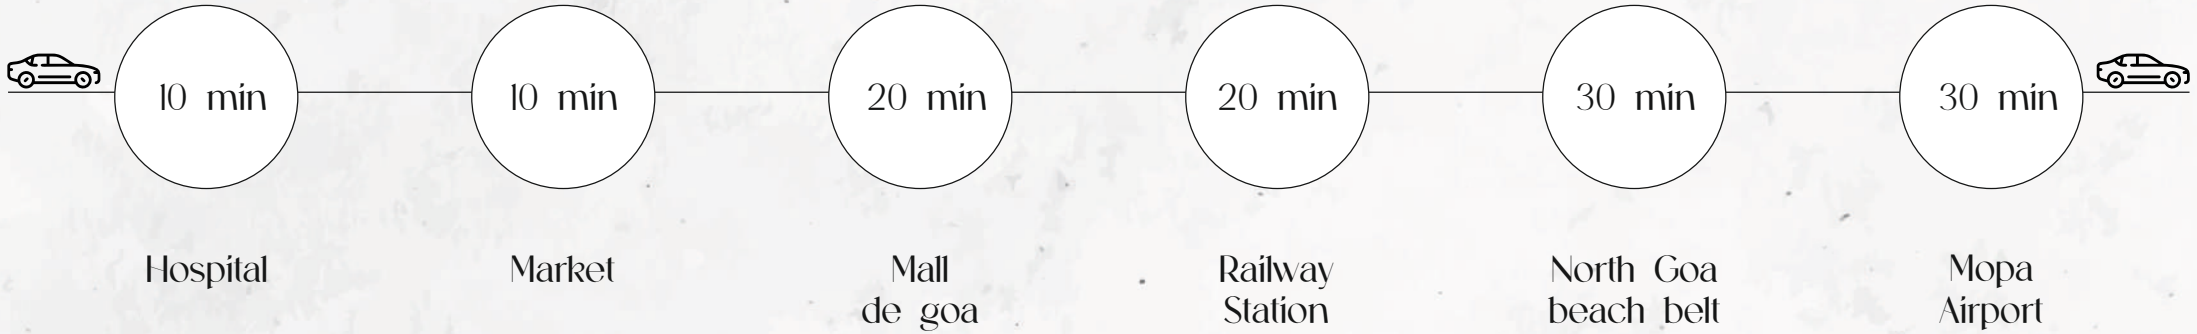 10 min
10 min
20 min
20 min
30 min
30 min
Hospital
Market
Mall
de goa
Railway
Station
North Goa
beach belt
Mopa
Airport